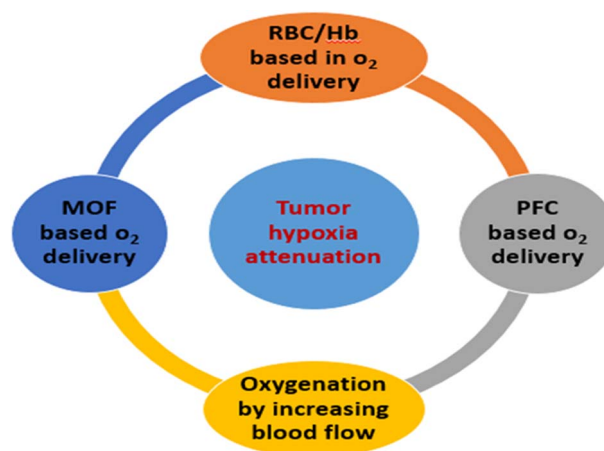 RBC/Hb
based in o₂
delivery
MOF
based o₂
delivery
Tumor
hypoxia
attenuation
PFC
based o₂
delivery
Oxygenation
by increasing
blood flow